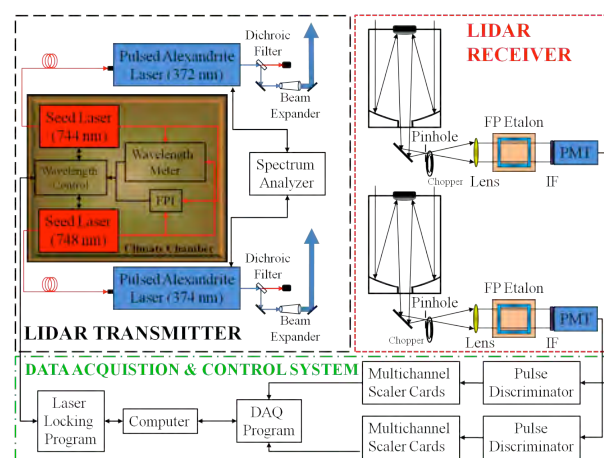 Dichroic
Filter
Pulsed Alexandrite
Laser (372 nm)
Beam
Expander
Seed Laser
(744 nm)
Wavelength
Meter
Wavelength
Control
FPI
Seed Laser
(748 nm)
Climate Chamber
Spectrum
Analyzer
Pulsed Alexandrite
Laser (374 nm)
Dichroic
Filter
Beam
Expander
LIDAR TRANSMITTER
LIDAR
RECEIVER
Pinhole
Chopper
Lens
FP Etalon
IF
PMT
Pinhole
Chopper
Lens
FP Etalon
IF
PMT
DATA ACQUISTION & CONTROL SYSTEM
Laser
Locking
Program
Computer
DAQ
Program
Multichannel
Scaler Cards
Pulse
Discriminator
Multichannel
Scaler Cards
Pulse
Discriminator